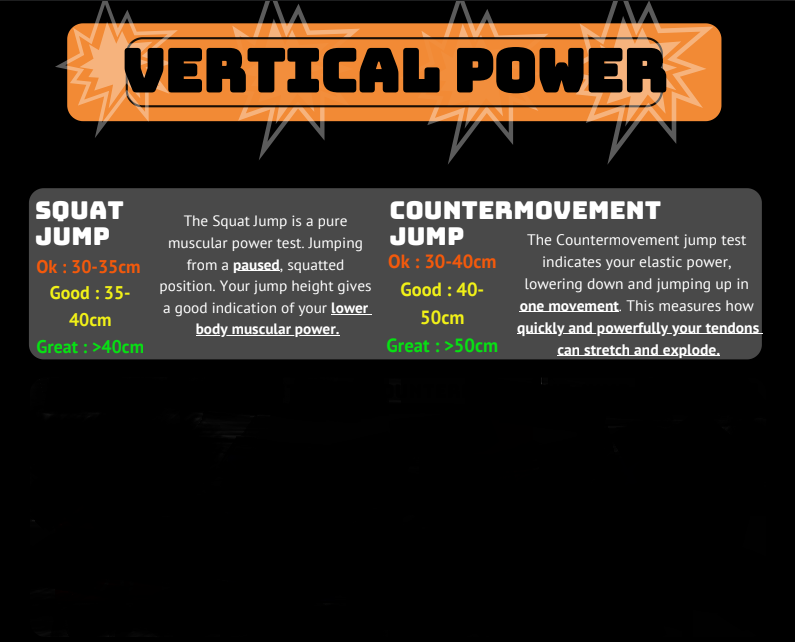 VERTICAL POWER
SQUAT
JUMP
Ok : 30-35cm
Good : 35-
40cm
Great : >40cm
The Squat Jump is a pure
muscular power test. Jumping
from a paused, squatted
position. Your jump height gives
a good indication of your lower
body muscular power.
COUNTERMOVEMENT
JUMP
Ok : 30-40cm
Good : 40-
50cm
Great : >50cm
The Countermovement jump test
indicates your elastic power,
lowering down and jumping up in
one movement. This measures how
quickly and powerfully your tendons
can stretch and explode.